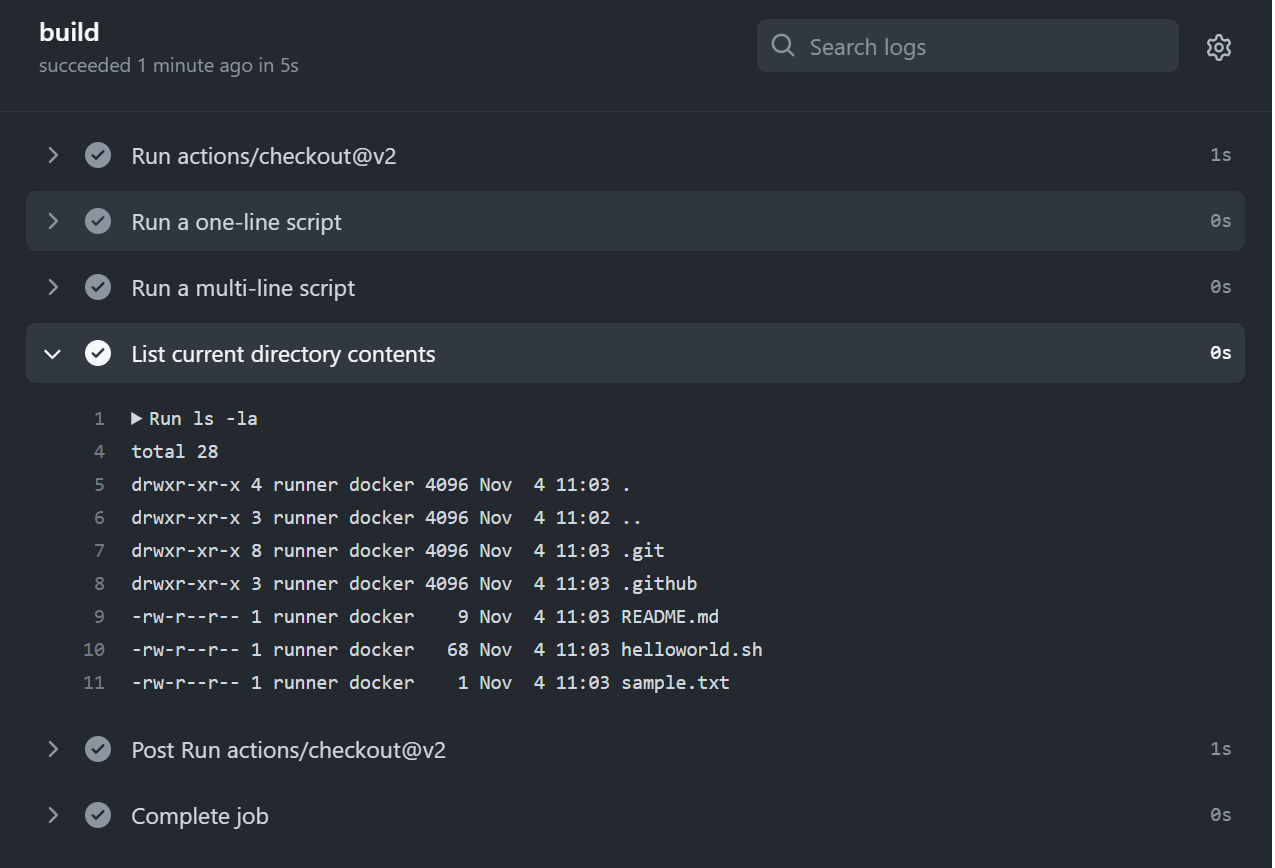 build
succeeded 1 minute ago in 5s
Search logs
Run actions/checkout@v2 1s
Run a one-line script 0s
Run a multi-line script 0s
List current directory contents 0s
1 Run ls -la
4 total 28
5 drwxr-xr-x 4 runner docker 4096 Nov  4 11:03 .
6 drwxr-xr-x 3 runner docker 4096 Nov  4 11:02 ..
7 drwxr-xr-x 8 runner docker 4096 Nov  4 11:03 .git
8 drwxr-xr-x 3 runner docker 4096 Nov  4 11:03 .github
9 -rw-r--r-- 1 runner docker    9 Nov  4 11:03 README.md
10 -rw-r--r-- 1 runner docker   68 Nov  4 11:03 helloworld.sh
11 -rw-r--r-- 1 runner docker    1 Nov  4 11:03 sample.txt
Post Run actions/checkout@v2 1s
Complete job 0s